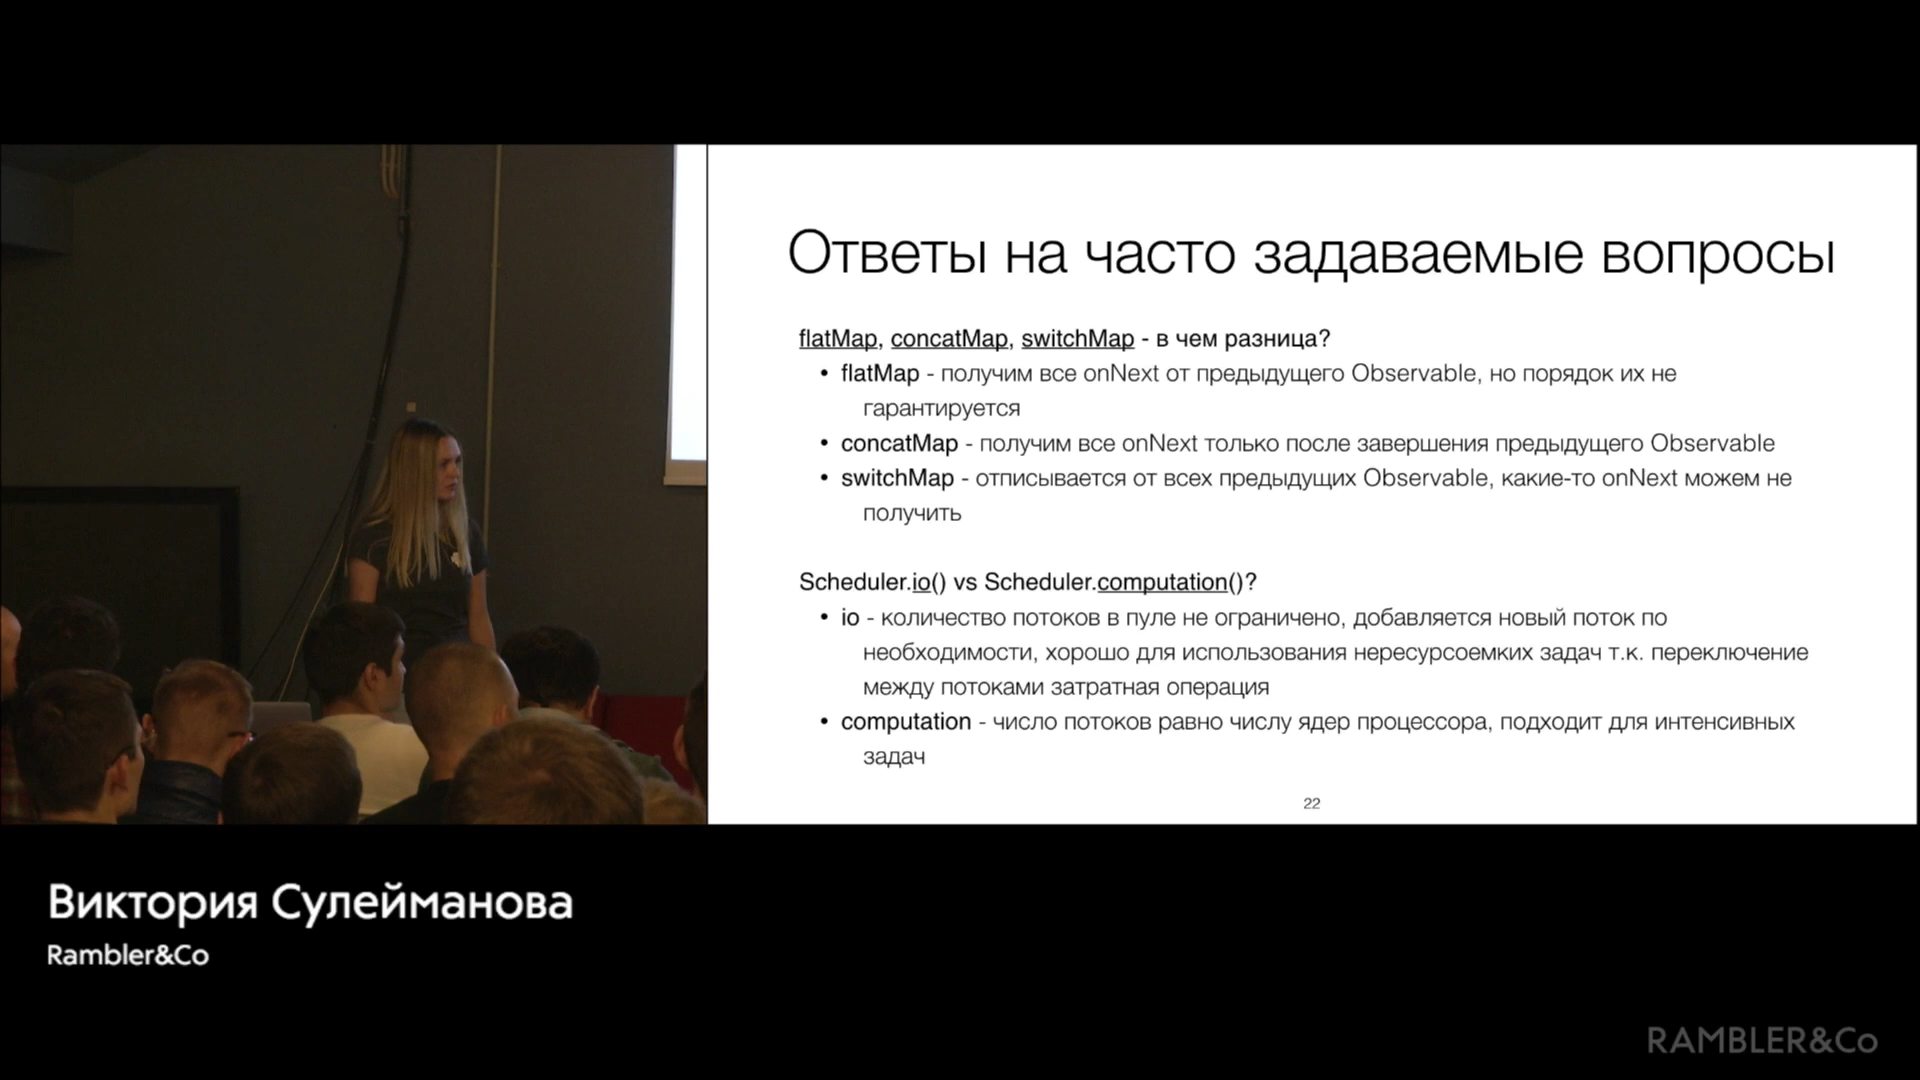 Ответы на часто задаваемые вопросы
flatMap, concatMap, switchMap - в чем разница?
• flatMap - получим все onNext от предыдущего Observable, но порядок их не
гарантируется
• concatMap - получим все onNext только после завершения предыдущего Observable
• switchMap - отписывается от всех предыдущих Observable, какие-то onNext можем не
получить
Scheduler.io() vs Scheduler.computation()?
• io - количество потоков в пуле не ограничено, добавляется новый поток по
необходимости, хорошо для использования нересурсоемких задач т.к. переключение
между потоками затратная операция
• computation - число потоков равно числу ядер процессора, подходит для интенсивных
задач
22
Виктория Сулейманова
Rambler&Co
RAMBLER&Co